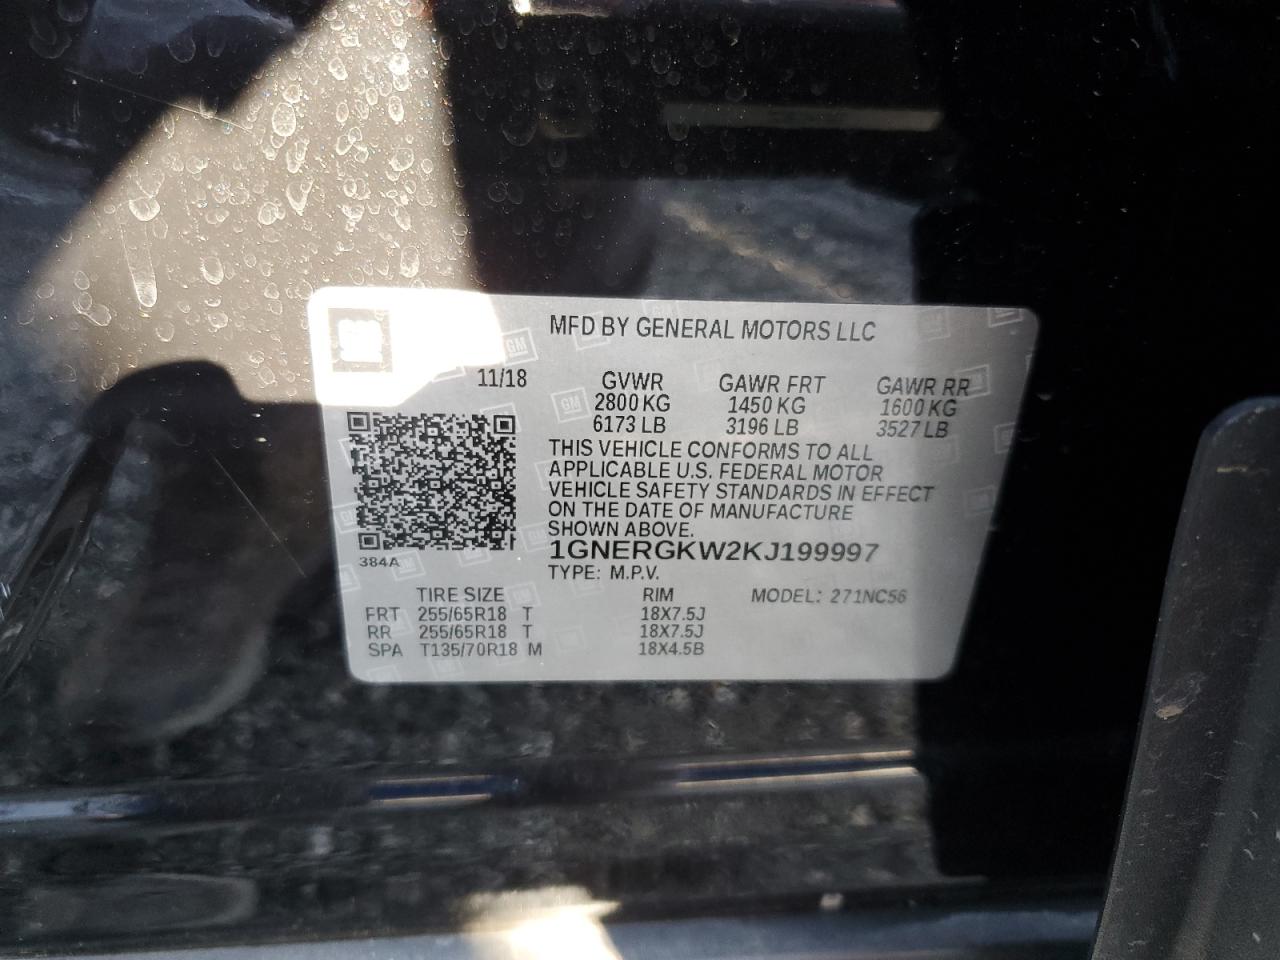 GM
MFD BY GENERAL MOTORS LLC
11/18 GVWR GAWR FRT GAWR RR
2800 KG 1450 KG 1600 KG
6173 LB 3196 LB 3527 LB
THIS VEHICLE CONFORMS TO ALL
APPLICABLE U.S. FEDERAL MOTOR
VEHICLE SAFETY STANDARDS IN EFFECT
ON THE DATE OF MANUFACTURE
SHOWN ABOVE.
1GNERGKW2KJ199997
384A
TYPE: M.P.V.
TIRE SIZE RIM MODEL: 271NC56
FRT 255/65R18 T 18X7.5J
RR 255/65R18 T 18X7.5J
SPA T135/70R18 M 18X4.5B